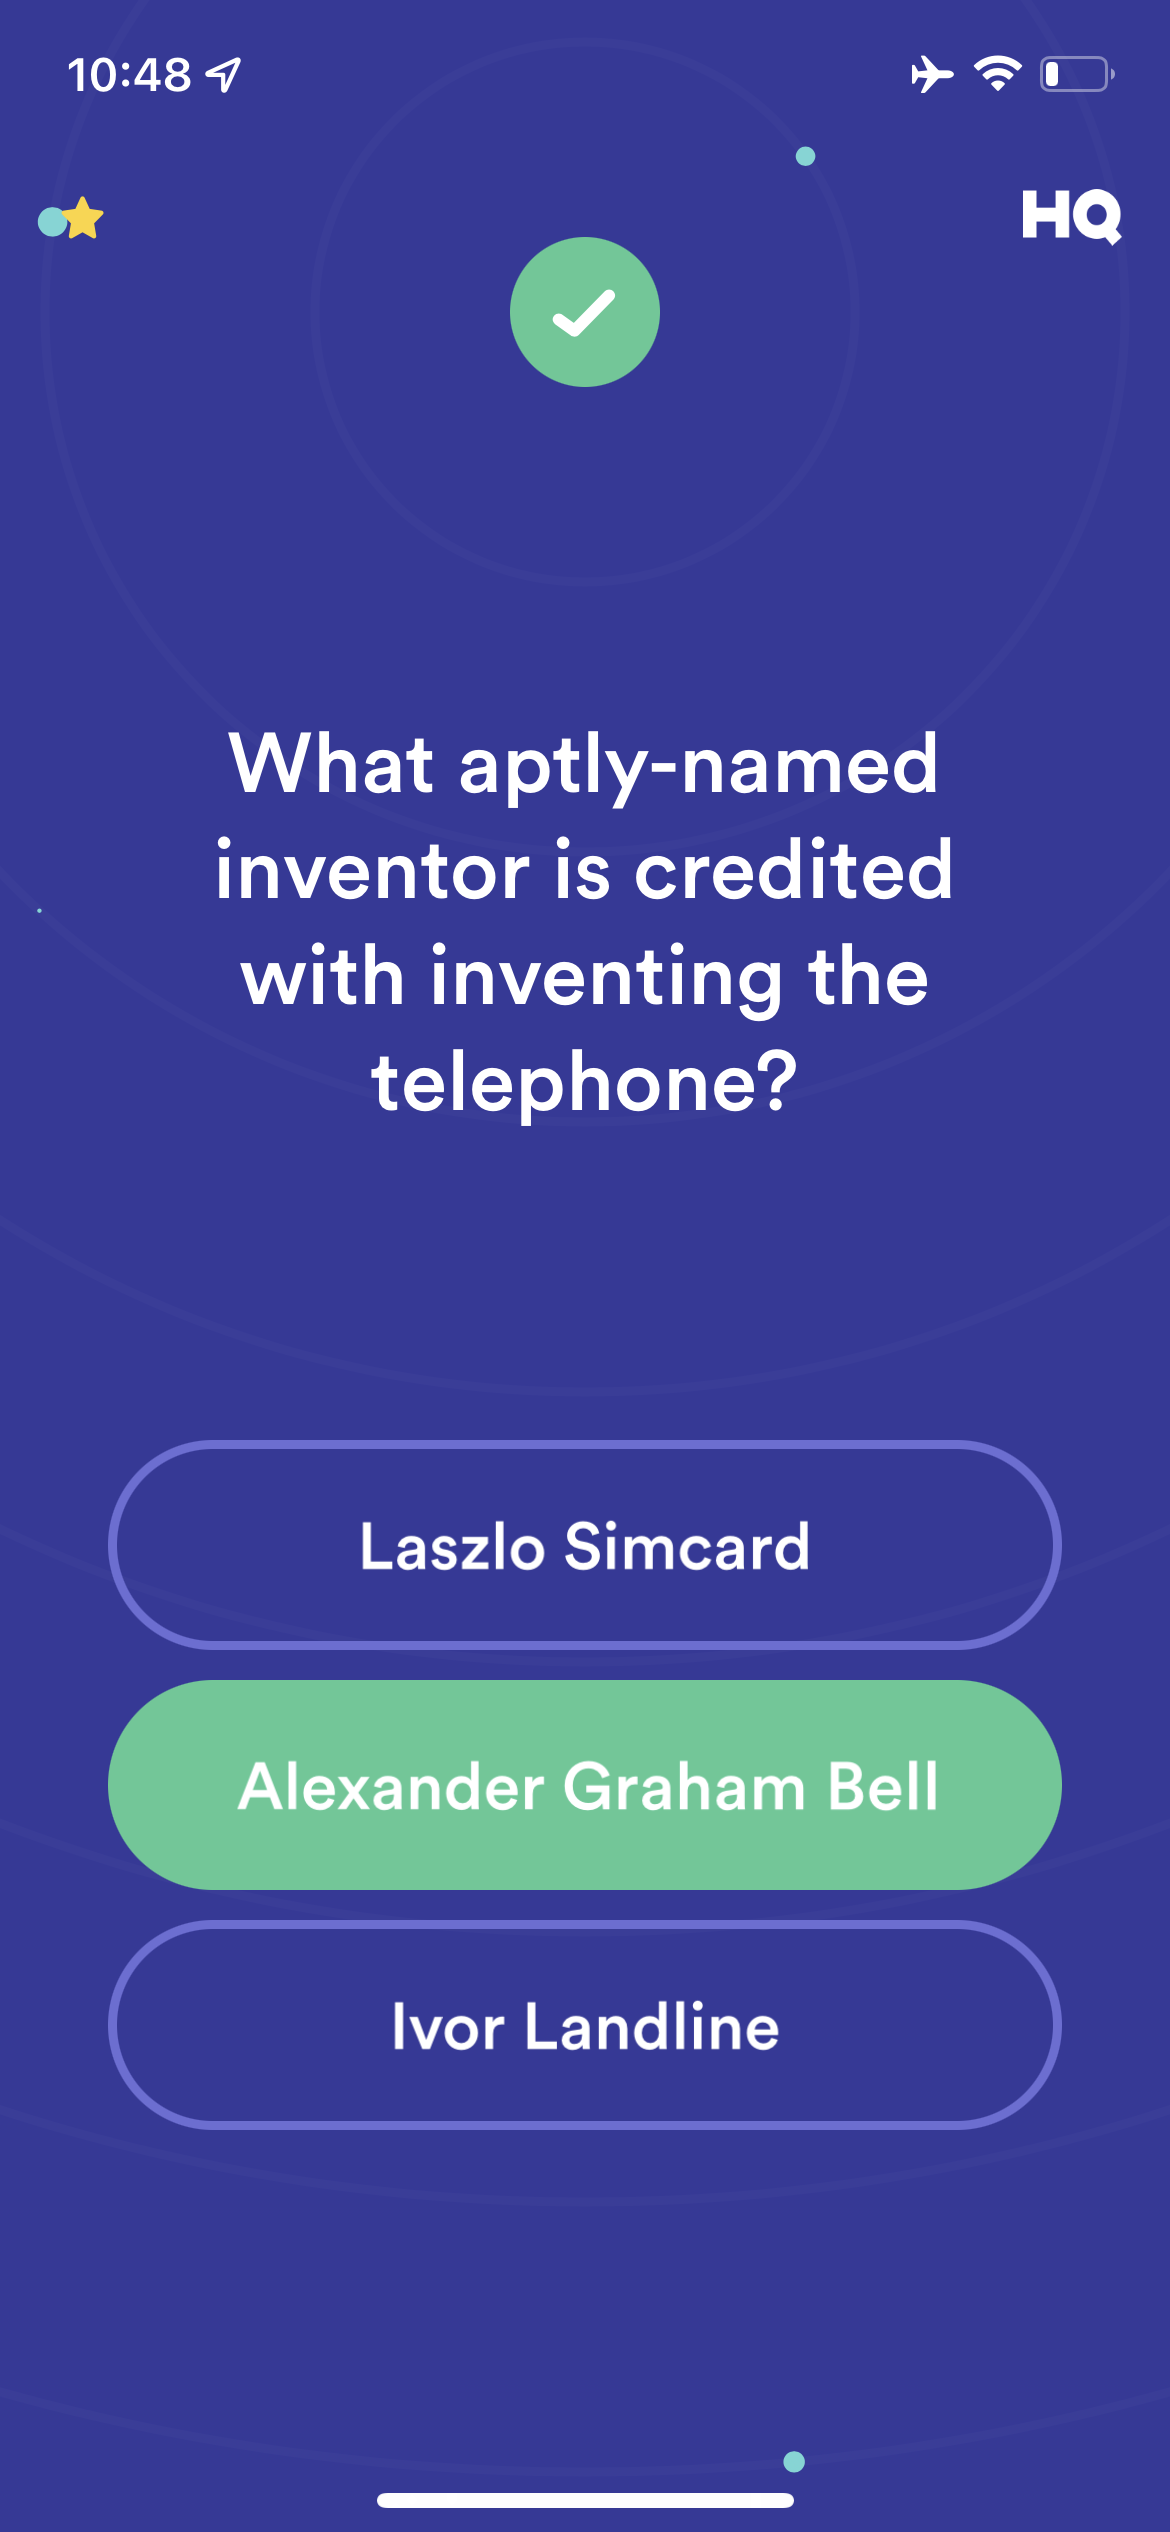 10:48
HQ
What aptly-named
inventor is credited
with inventing the
telephone?
Laszlo Simcard
Alexander Graham Bell
Ivor Landline